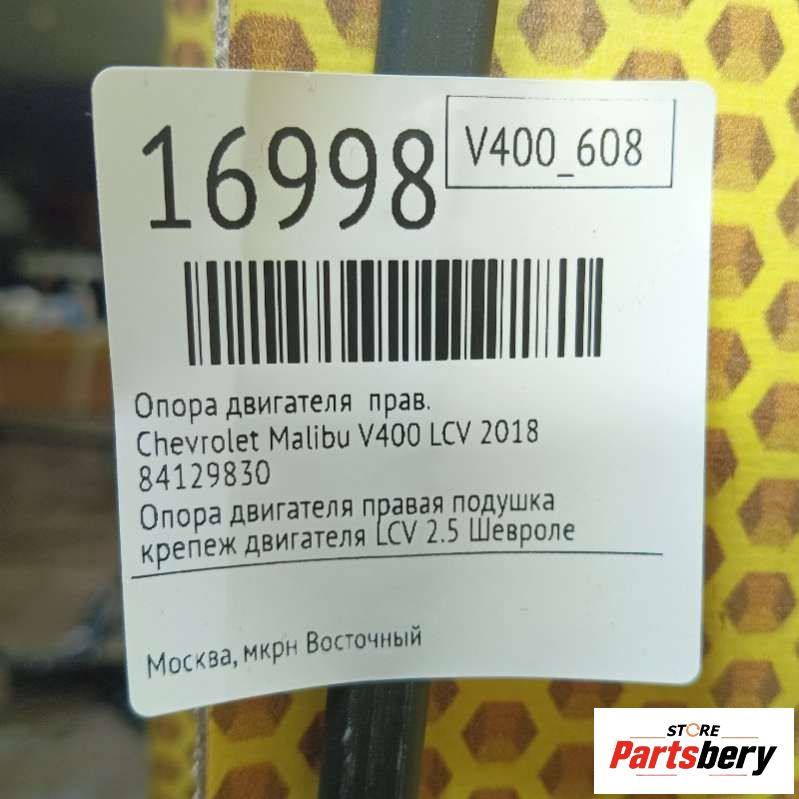 16998
V400_608
Опора двигателя прав.
Chevrolet Malibu V400 LCV 2018
84129830
Опора двигателя правая подушка
крепеж двигателя LCV 2.5 Шевроле
Москва, мкрн Восточный
STORE
Partsbery